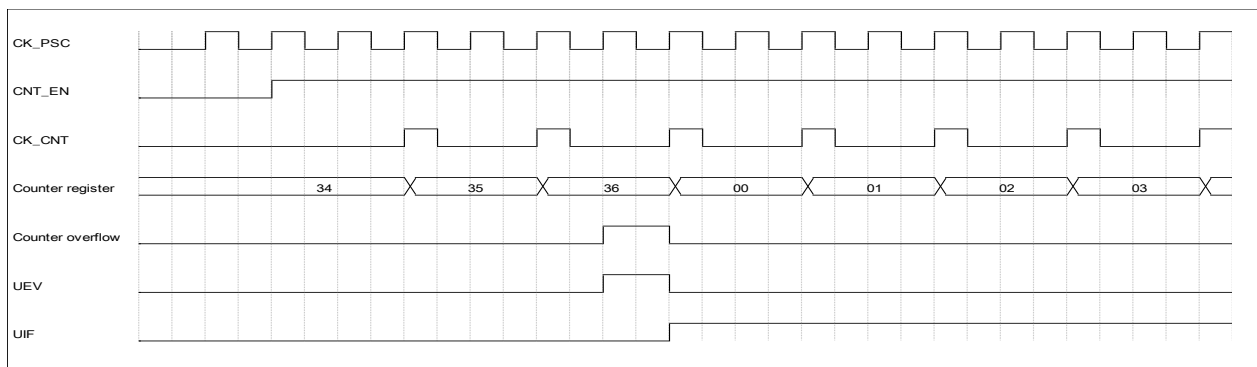 CK_PSC
CNT_EN
CK_CNT
Counter register 34 35 36 00 01 02 03
Counter overflow
UEV
UIF